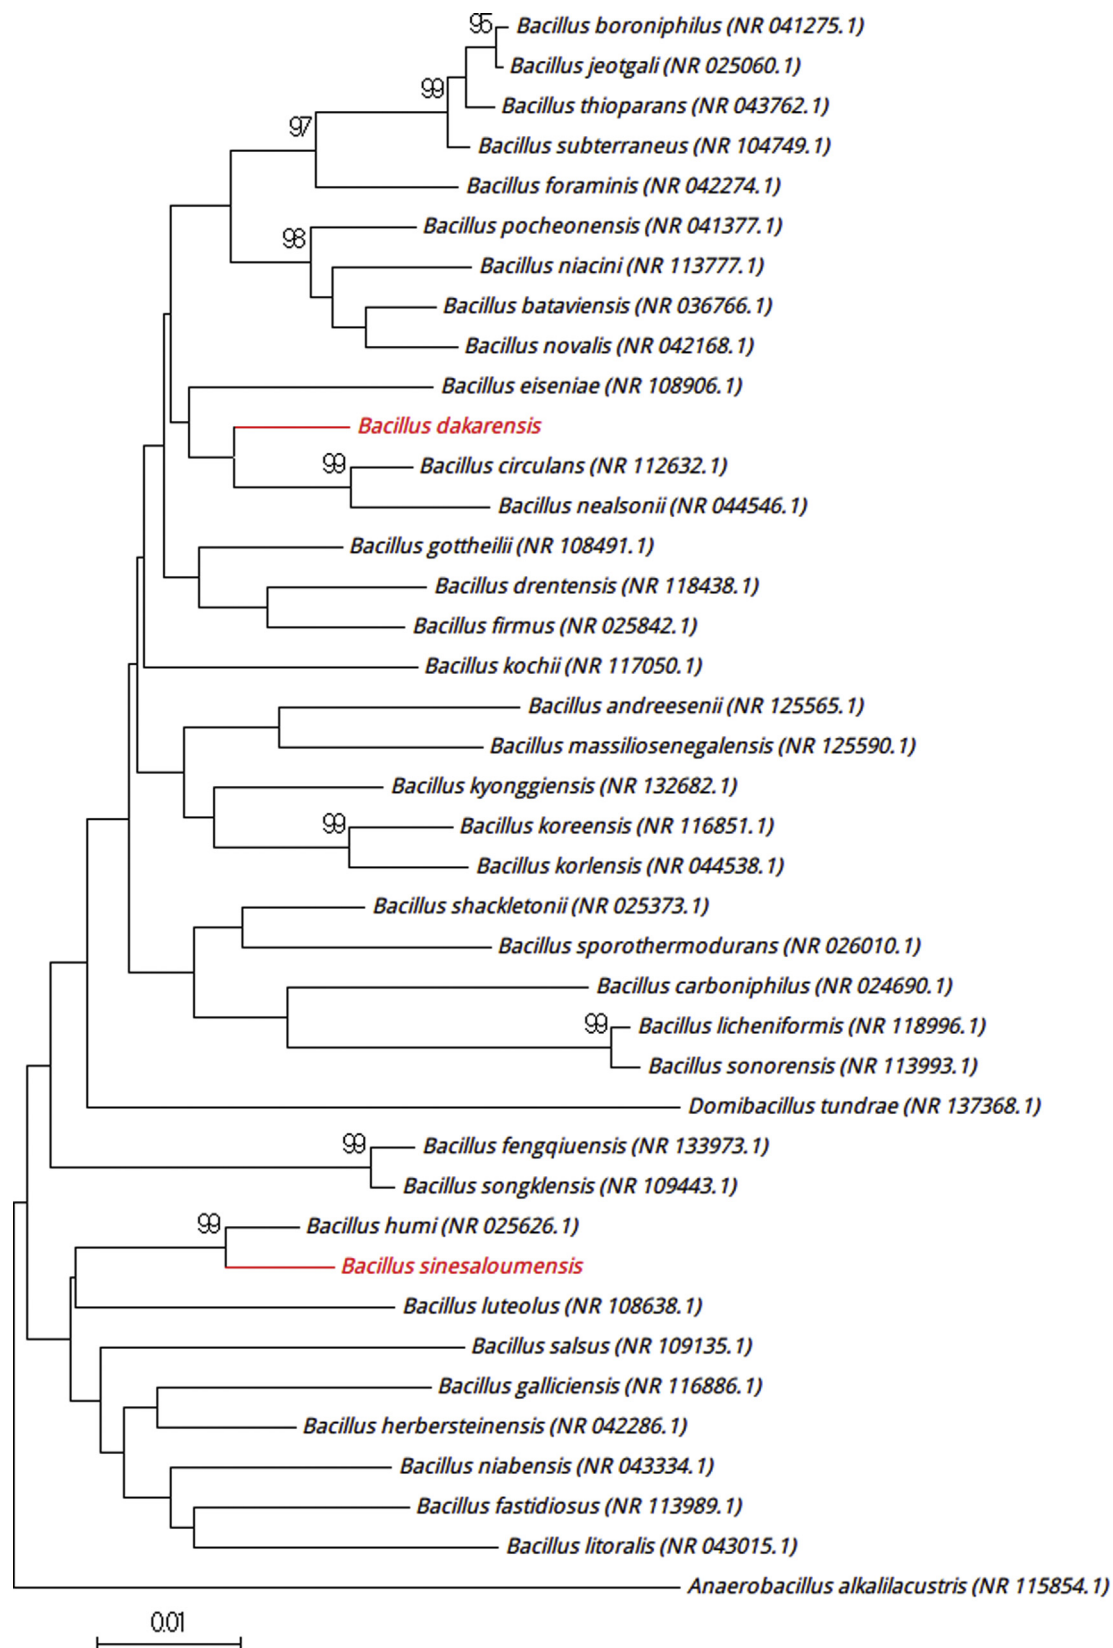 95
Bacillus boroniphilus (NR 041275.1)
Bacillus jeotgali (NR 025060.1)
99
Bacillus thioparans (NR 043762.1)
97
Bacillus subterraneus (NR 104749.1)
Bacillus foraminis (NR 042274.1)
98
Bacillus pocheonensis (NR 041377.1)
Bacillus niacini (NR 113777.1)
Bacillus bataviensis (NR 036766.1)
Bacillus novalis (NR 042168.1)
Bacillus eiseniae (NR 108906.1)
Bacillus dakarensis
99
Bacillus circulans (NR 112632.1)
Bacillus nealsonii (NR 044546.1)
Bacillus gottheilii (NR 108491.1)
Bacillus drentensis (NR 118438.1)
Bacillus firmus (NR 025842.1)
Bacillus kochii (NR 117050.1)
Bacillus andreesenii (NR 125565.1)
Bacillus massiliosenegalensis (NR 125590.1)
Bacillus kyonggiensis (NR 132682.1)
99
Bacillus koreensis (NR 116851.1)
Bacillus korlensis (NR 044538.1)
Bacillus shackletonii (NR 025373.1)
Bacillus sporothermodurans (NR 026010.1)
Bacillus carboniphilus (NR 024690.1)
99
Bacillus licheniformis (NR 118996.1)
Bacillus sonorensis (NR 113993.1)
Domibacillus tundrae (NR 137368.1)
99
Bacillus fengqiuensis (NR 133973.1)
Bacillus songklensis (NR 109443.1)
99
Bacillus humi (NR 025626.1)
Bacillus sinesaloumensis
Bacillus luteolus (NR 108638.1)
Bacillus salsus (NR 109135.1)
Bacillus galliciensis (NR 116886.1)
Bacillus herbersteinensis (NR 042286.1)
Bacillus niabensis (NR 043334.1)
Bacillus fastidiosus (NR 113989.1)
Bacillus litoralis (NR 043015.1)
Anaerobacillus alkalilacustris (NR 115854.1)
0.01